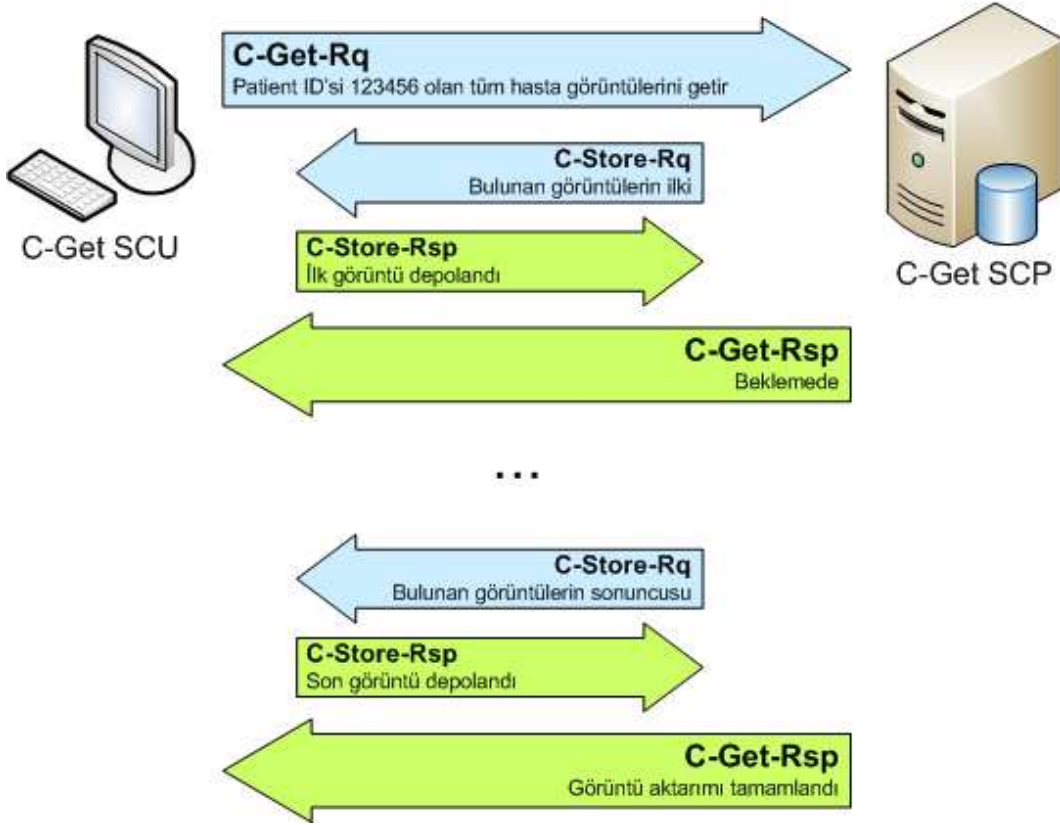 C-Get-Rq
Patient ID'si 123456 olan tüm hasta görüntülerini getir
C-Store-Rq
Bulunan görüntülerin ilki
C-Get SCU
C-Store-Rsp
İlk görüntü depolandı
C-Get SCP
C-Get-Rsp
Beklemede
...
C-Store-Rq
Bulunan görüntülerin sonuncusu
C-Store-Rsp
Son görüntü depolandı
C-Get-Rsp
Görüntü aktarımı tamamlandı